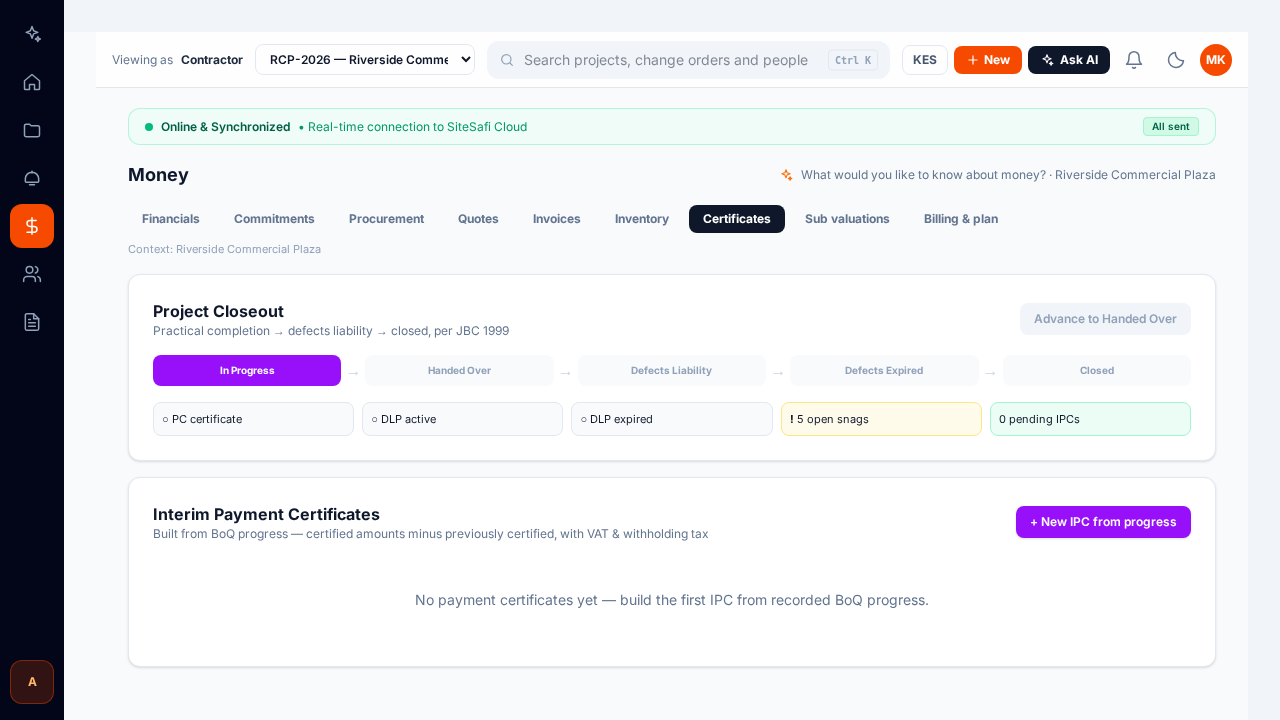 Viewing as Contractor
RCP-2026 — Riverside Comme
Search projects, change orders and people
Ctrl K
KES
+ New
Ask AI
MK
Online & Synchronized • Real-time connection to SiteSafi Cloud
All sent
Money
What would you like to know about money? · Riverside Commercial Plaza
Financials
Commitments
Procurement
Quotes
Invoices
Inventory
Certificates
Sub valuations
Billing & plan
Context: Riverside Commercial Plaza
Project Closeout
Practical completion → defects liability → closed, per JBC 1999
Advance to Handed Over
In Progress
→
Handed Over
→
Defects Liability
→
Defects Expired
→
Closed
○ PC certificate
○ DLP active
○ DLP expired
! 5 open snags
0 pending IPCs
Interim Payment Certificates
Built from BoQ progress — certified amounts minus previously certified, with VAT & withholding tax
+ New IPC from progress
No payment certificates yet — build the first IPC from recorded BoQ progress.
A